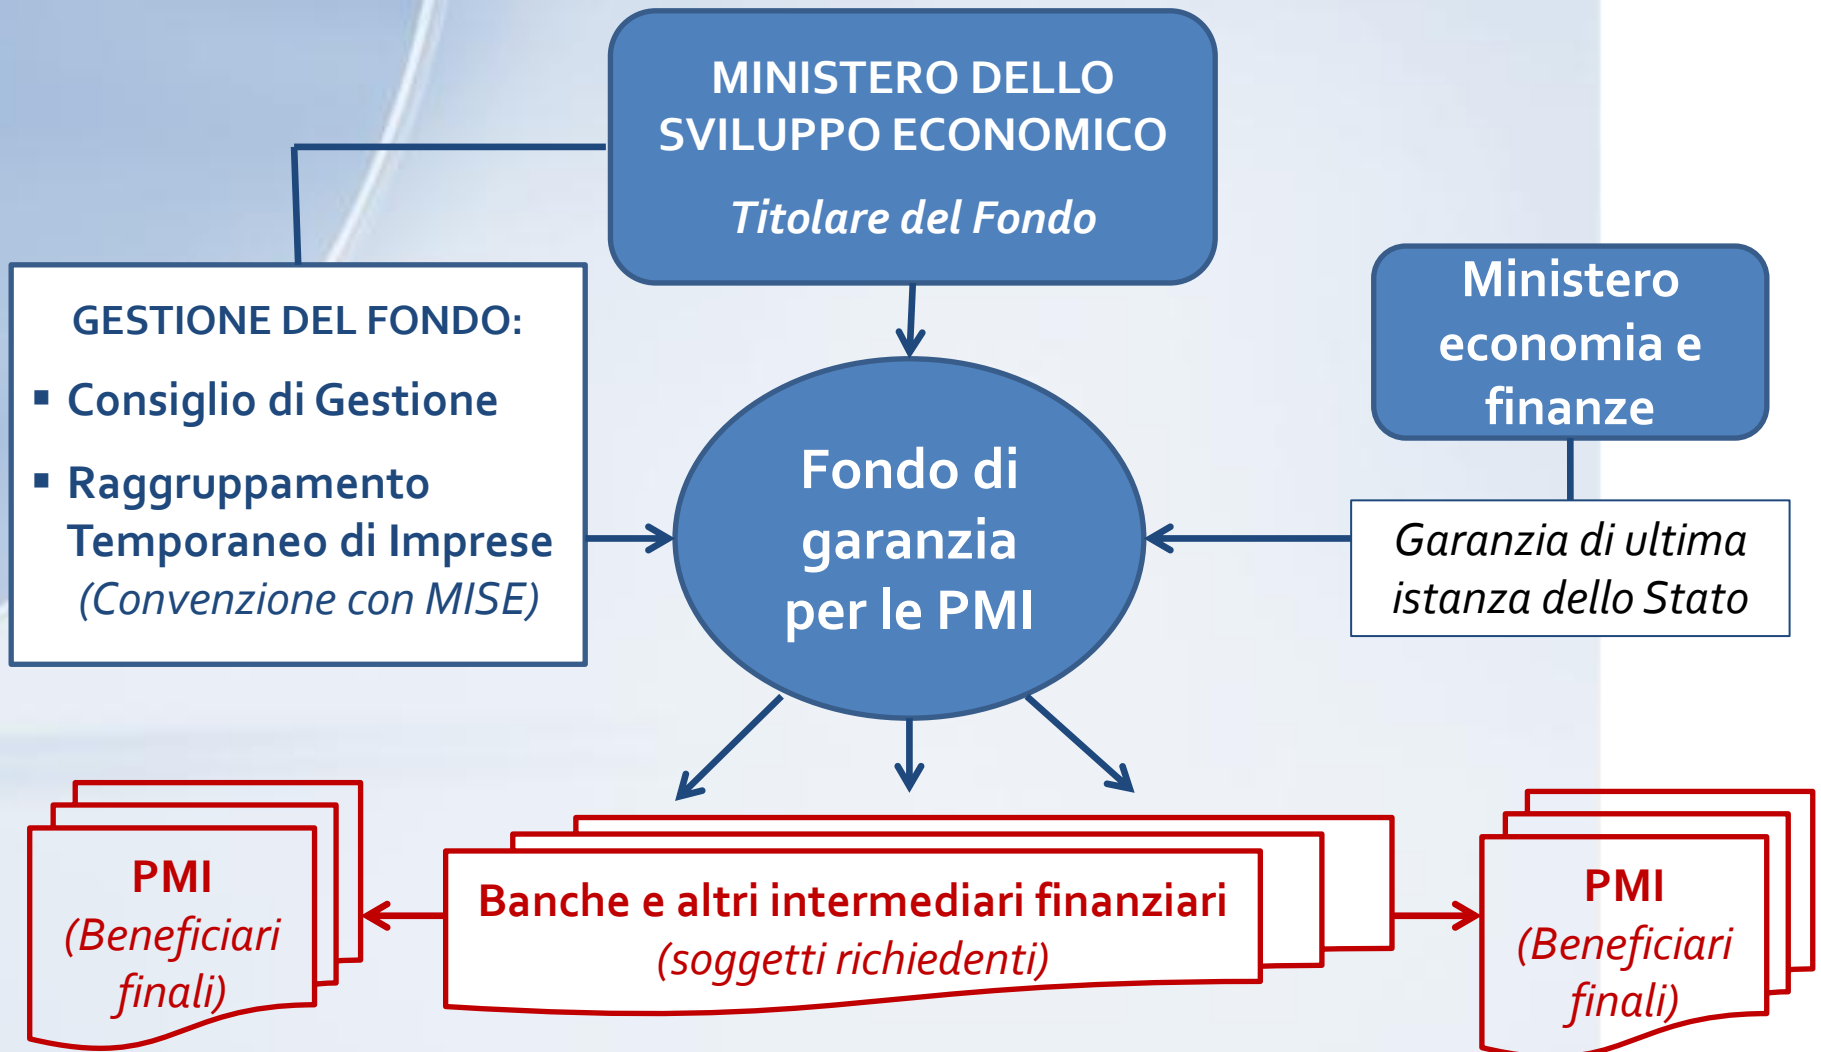 MINISTERO DELLO
SVILUPPO ECONOMICO
Titolare del Fondo
GESTIONE DEL FONDO:
▪ Consiglio di Gestione
▪ Raggruppamento
Temporaneo di Imprese
(Convenzione con MISE)
Ministero
economia e
finanze
Fondo di
garanzia
per le PMI
Garanzia di ultima
istanza dello Stato
PMI
(Beneficiari
finali)
Banche e altri intermediari finanziari
(soggetti richiedenti)
PMI
(Beneficiari
finali)